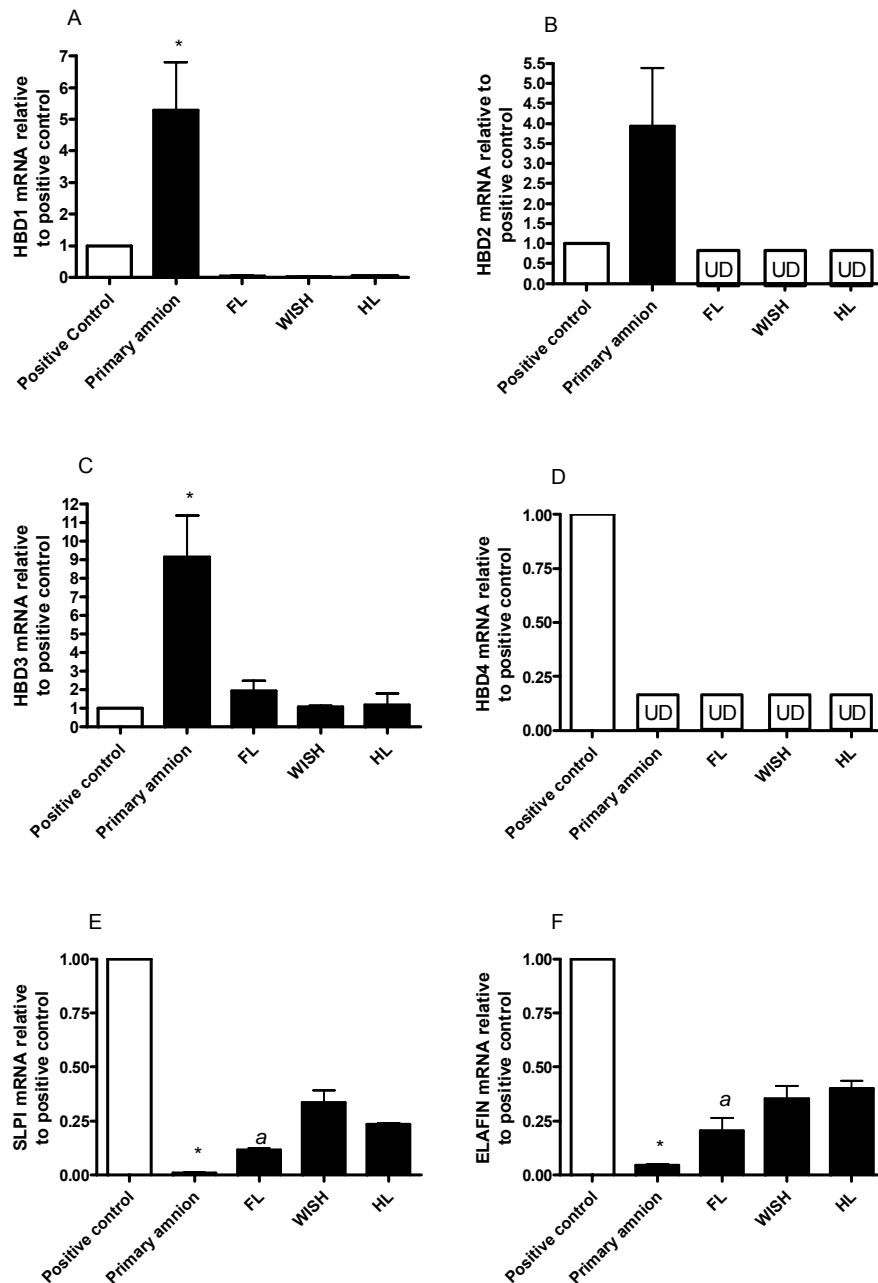 A
HBD1 mRNA relative
to positive control
7
6
5
4
3
2
1
0
*
Positive Control
Primary amnion
FL
WISH
HL
B
HBD2 mRNA relative to
positive control
5.5
5.0
4.5
4.0
3.5
3.0
2.5
2.0
1.5
1.0
0.5
0.0
UD
UD
UD
Positive control
Primary amnion
FL
WISH
HL
C
HBD3 mRNA relative
to positive control
12
11
10
9
8
7
6
5
4
3
2
1
0
*
Positive control
Primary amnion
FL
WISH
HL
D
HBD4 mRNA relative
to positive control
1.00
0.75
0.50
0.25
0.00
UD
UD
UD
UD
Positive control
Primary amnion
FL
WISH
HL
E
SLPI mRNA relative
to positive control
1.00
0.75
0.50
0.25
0.00
*
a
Positive control
Primary amnion
FL
WISH
HL
F
ELAFIN mRNA relative
to positive control
1.00
0.75
0.50
0.25
0.00
*
a
Positive control
Primary amnion
FL
WISH
HL